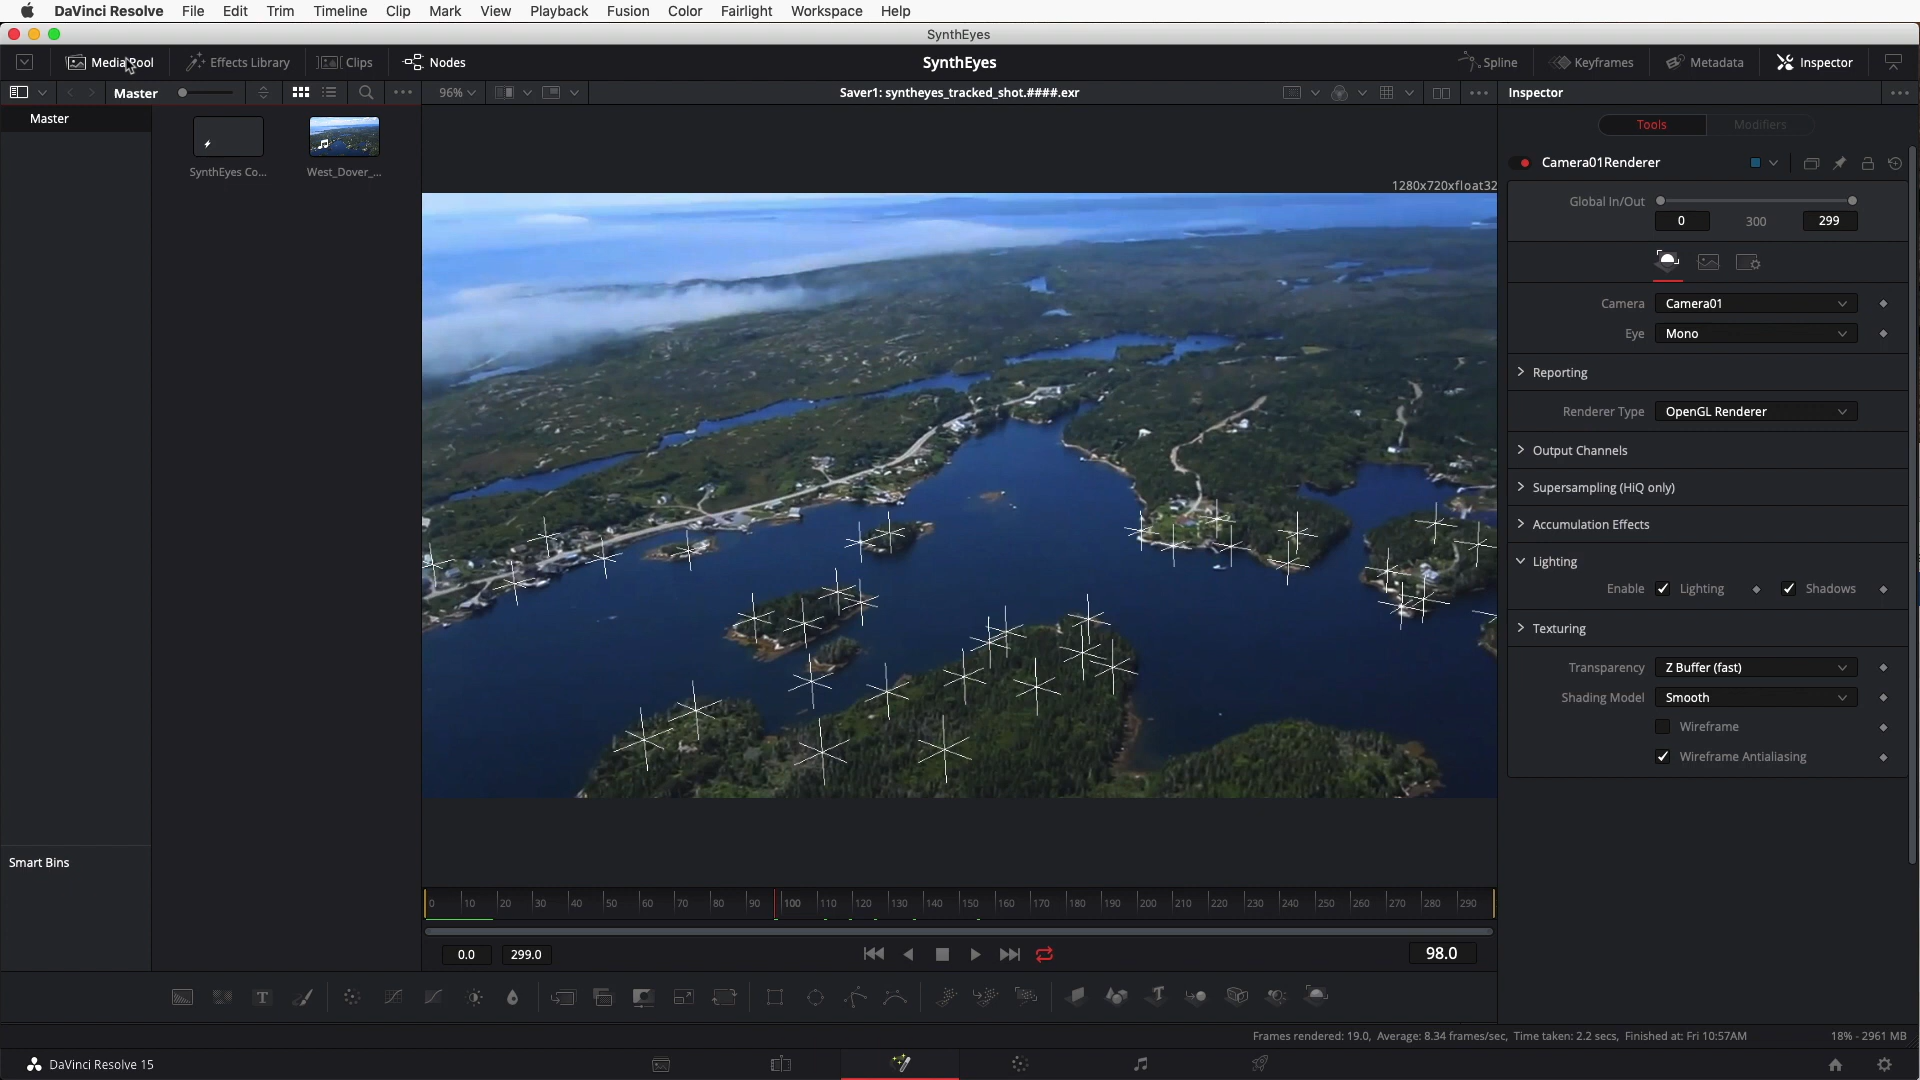 DaVinci Resolve File Edit Trim Timeline Clip Mark View Playback Fusion Color Fairlight Workspace Help
SynthEyes
Media Pool Effects Library Clips Nodes SynthEyes Spline Keyframes Metadata Inspector
Master 96% Saver1: syntheyes_tracked_shot.####.exr Inspector
Master
SynthEyes Co...
West_Dover_...
1280x720xfloat32
0 10 20 30 40 50 60 70 80 90 100 110 120 130 140 150 160 170 180 190 200 210 220 230 240 250 260 270 280 290
0.0 299.0 98.0
Tools Modifiers
Camera01Renderer
Global In/Out
0 300 299
Camera Camera01
Eye Mono
Reporting
Renderer Type OpenGL Renderer
Output Channels
Supersampling (HiQ only)
Accumulation Effects
Lighting
Enable Lighting Shadows
Texturing
Transparency Z Buffer (fast)
Shading Model Smooth
Wireframe
Wireframe Antialiasing
Smart Bins
Frames rendered: 19.0, Average: 8.34 frames/sec, Time taken: 2.2 secs, Finished at: Fri 10:57AM 18% - 2961 MB
DaVinci Resolve 15